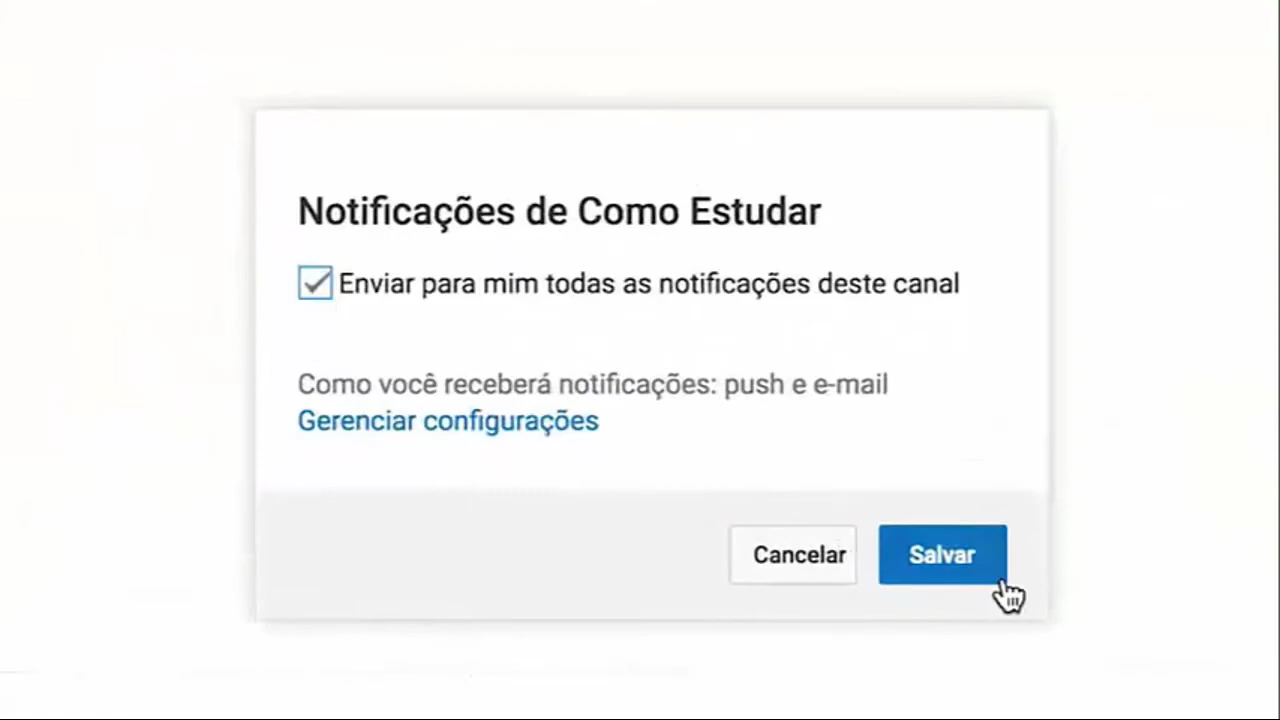 Notificações de Como Estudar
Enviar para mim todas as notificações deste canal
Como você receberá notificações: push e e-mail
Gerenciar configurações
Cancelar
Salvar